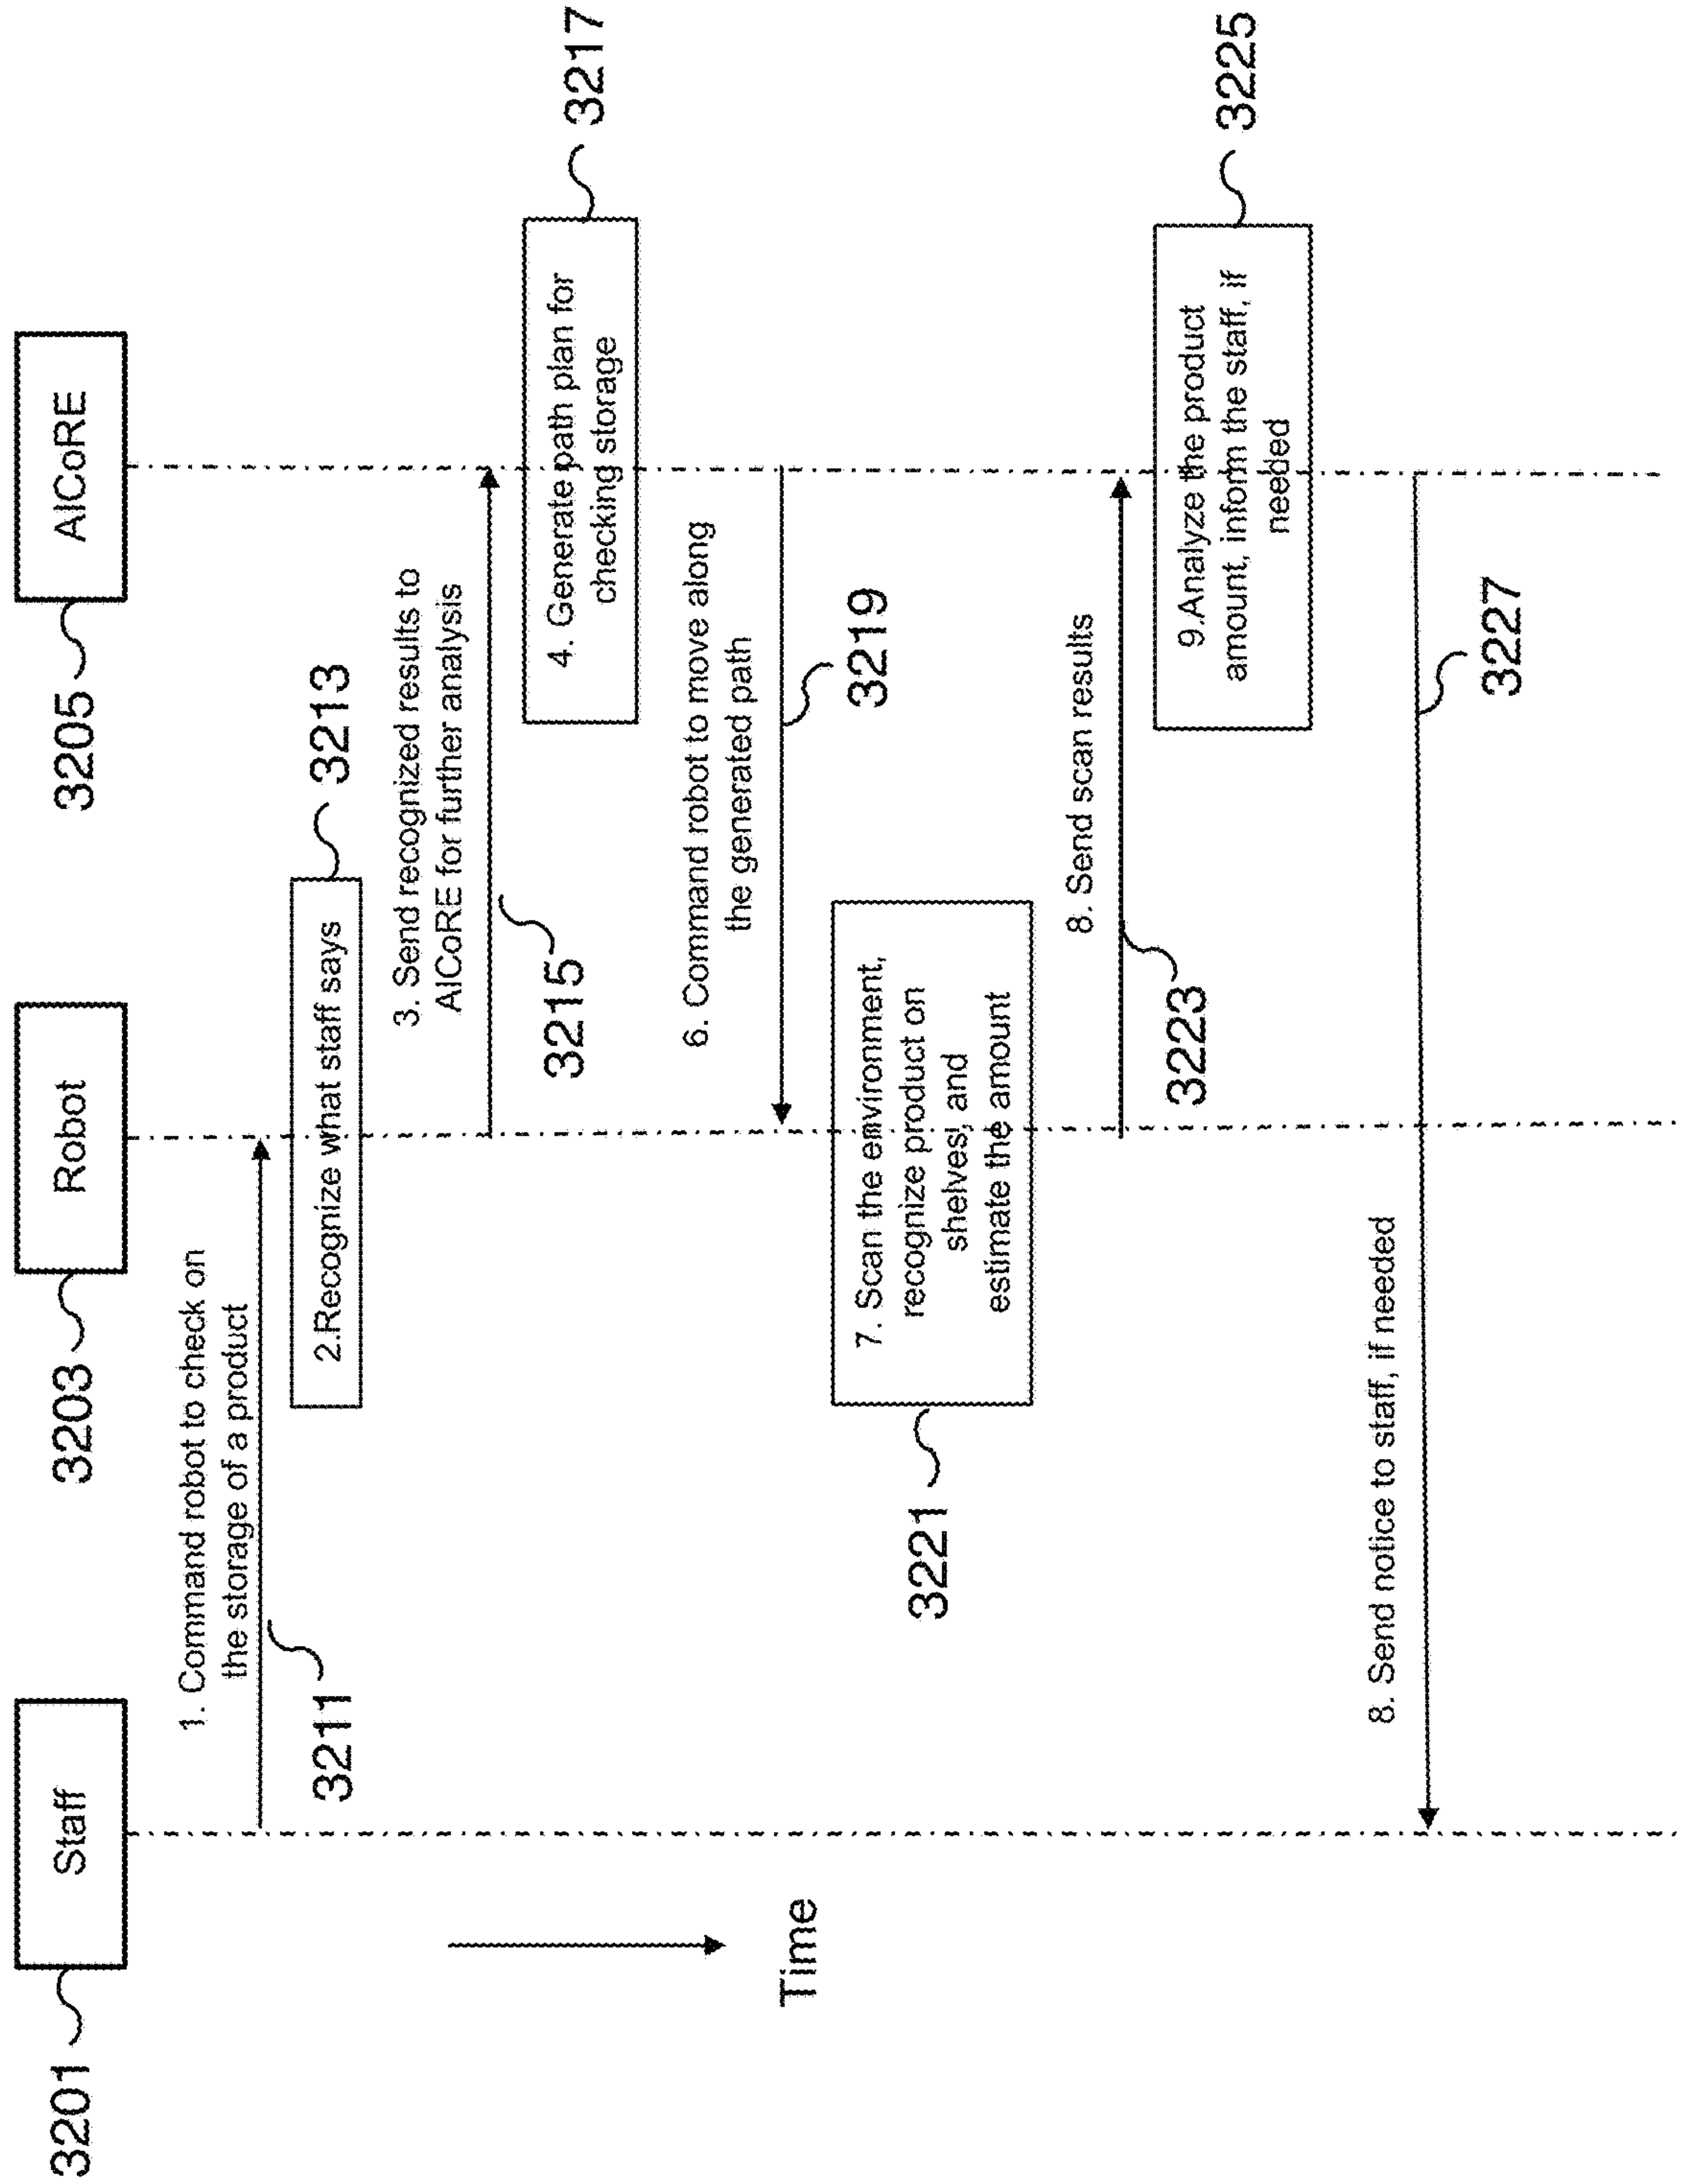 3201
Staff
3203
Robot
3205
AICoRE
1. Command robot to check on
the storage of a product
3211
2.Recognize what staff says
3213
3. Send recognized results to
AICoRE for further analysis
3215
4. Generate path plan for
checking storage
3217
6. Command robot to move along
the generated path
3219
7. Scan the environment,
recognize product on
shelves, and
estimate the amount
3221
8. Send scan results
3223
9.Analyze the product
amount, inform the staff, if
needed
3225
8. Send notice to staff, if needed
3227
Time